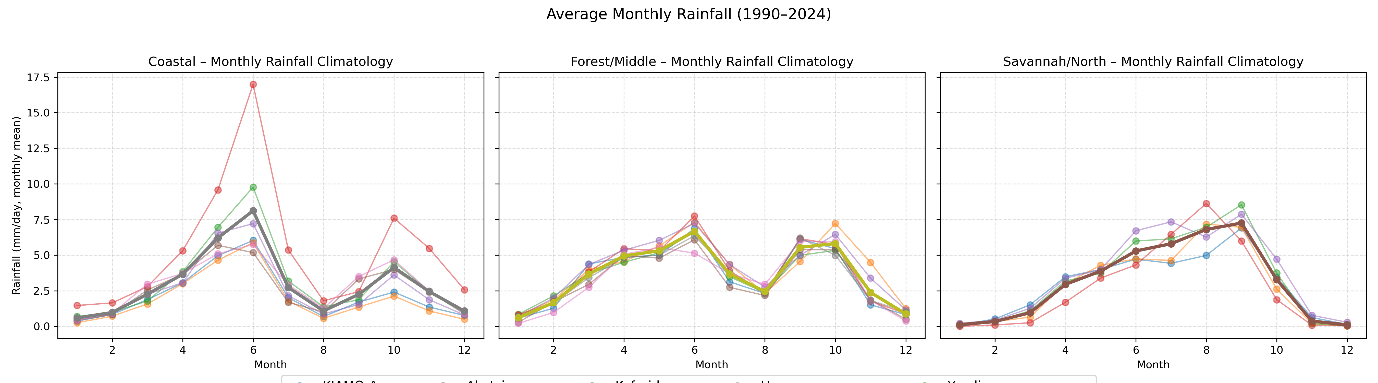 Average Monthly Rainfall (1990–2024)
Coastal – Monthly Rainfall Climatology
Forest/Middle – Monthly Rainfall Climatology
Savannah/North – Monthly Rainfall Climatology
Rainfall (mm/day, monthly mean)
17.5
15.0
12.5
10.0
7.5
5.0
2.5
0.0
2 4 6 8 10 12
2 4 6 8 10 12
2 4 6 8 10 12
Month Month Month